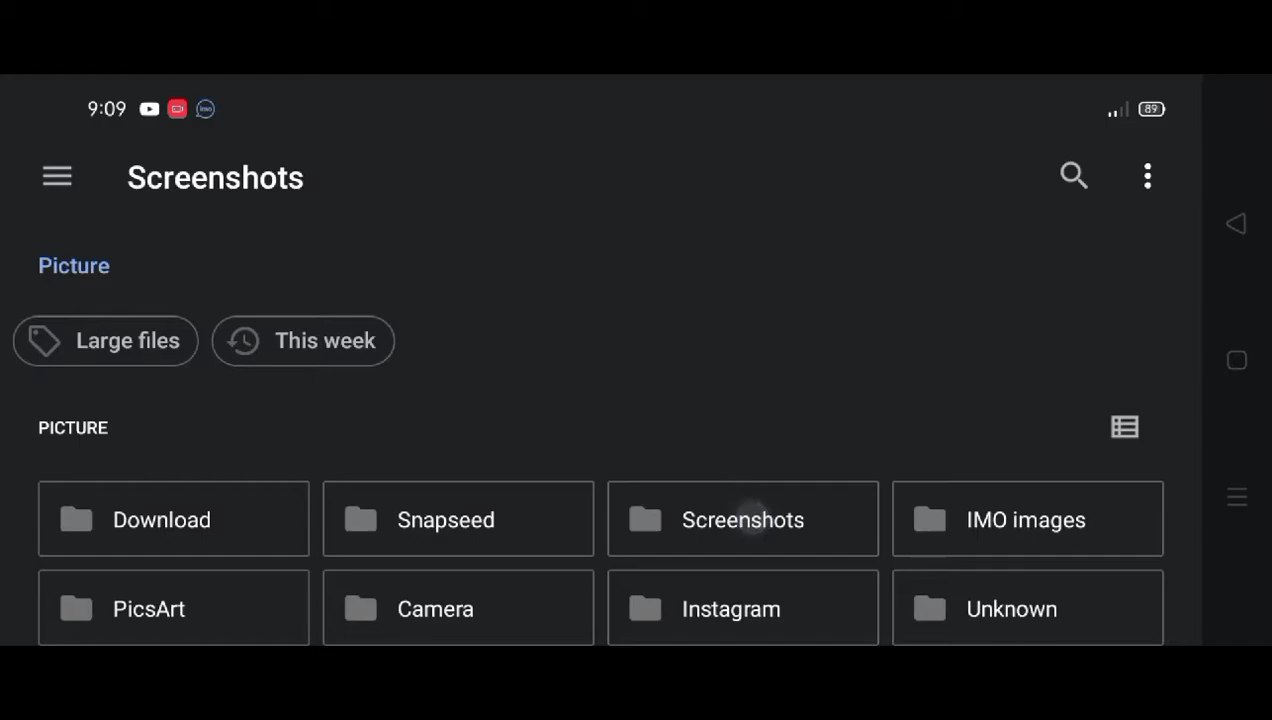 9:09 89
Screenshots
Picture
Large files This week
PICTURE
Download Snapseed Screenshots IMO images
PicsArt Camera Instagram Unknown